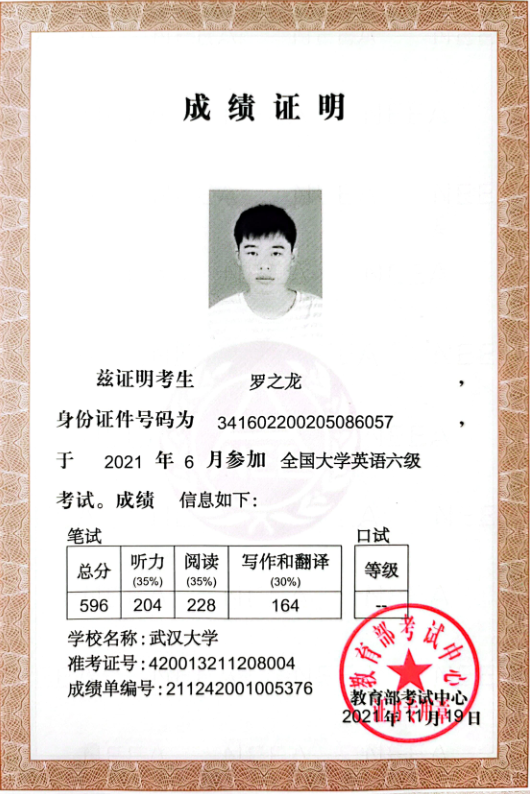 成绩证明
兹证明考生 罗之龙 ，
身份证件号码为 341602200205086057 ，
于 2021 年 6 月参加 全国大学英语六级
考试。成绩 信息如下：
笔试 口试
总分 听力 (35%) 阅读 (35%) 写作和翻译 (30%) 等级
596 204 228 164 --
学校名称：武汉大学
准考证号：420013211208004
成绩单编号：211242001005376
教育部考试中心
教育部考试中心
2021年11月19日